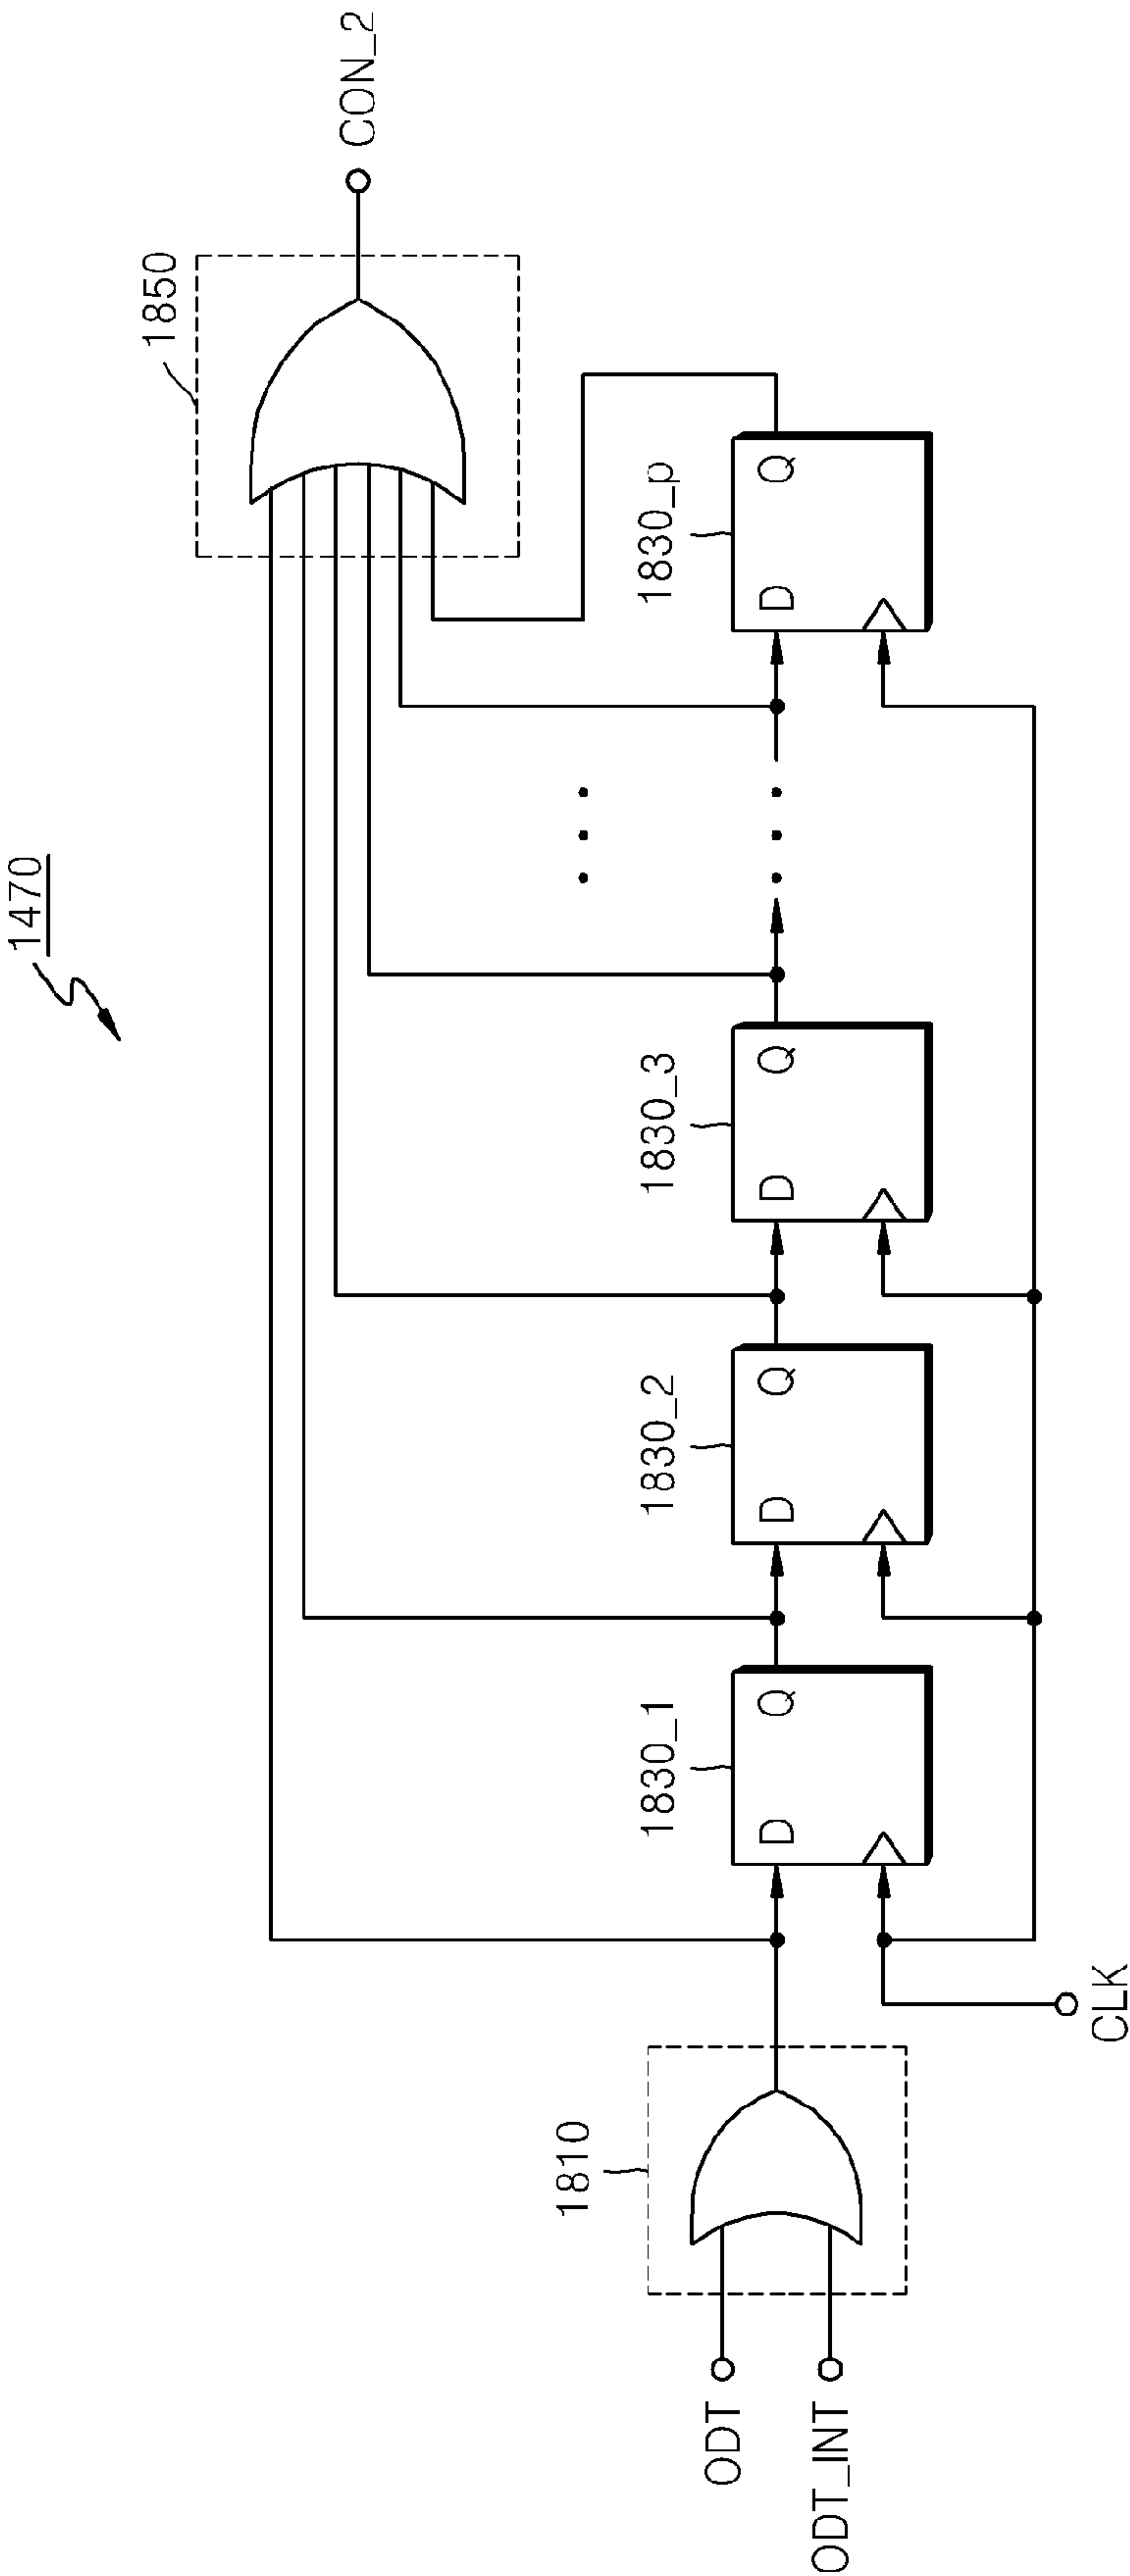 1470
1850
CON_2
1830_1
1830_2
1830_3
1830_p
D
Q
D
Q
D
Q
D
Q
1810
ODT
ODT_INT
CLK